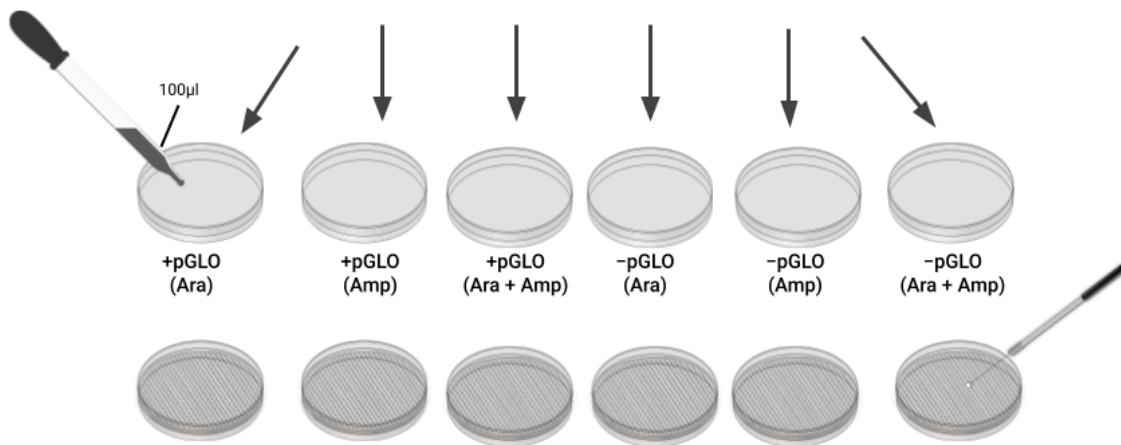 100µl
+pGLO
(Ara)
+pGLO
(Amp)
+pGLO
(Ara + Amp)
−pGLO
(Ara)
−pGLO
(Amp)
−pGLO
(Ara + Amp)